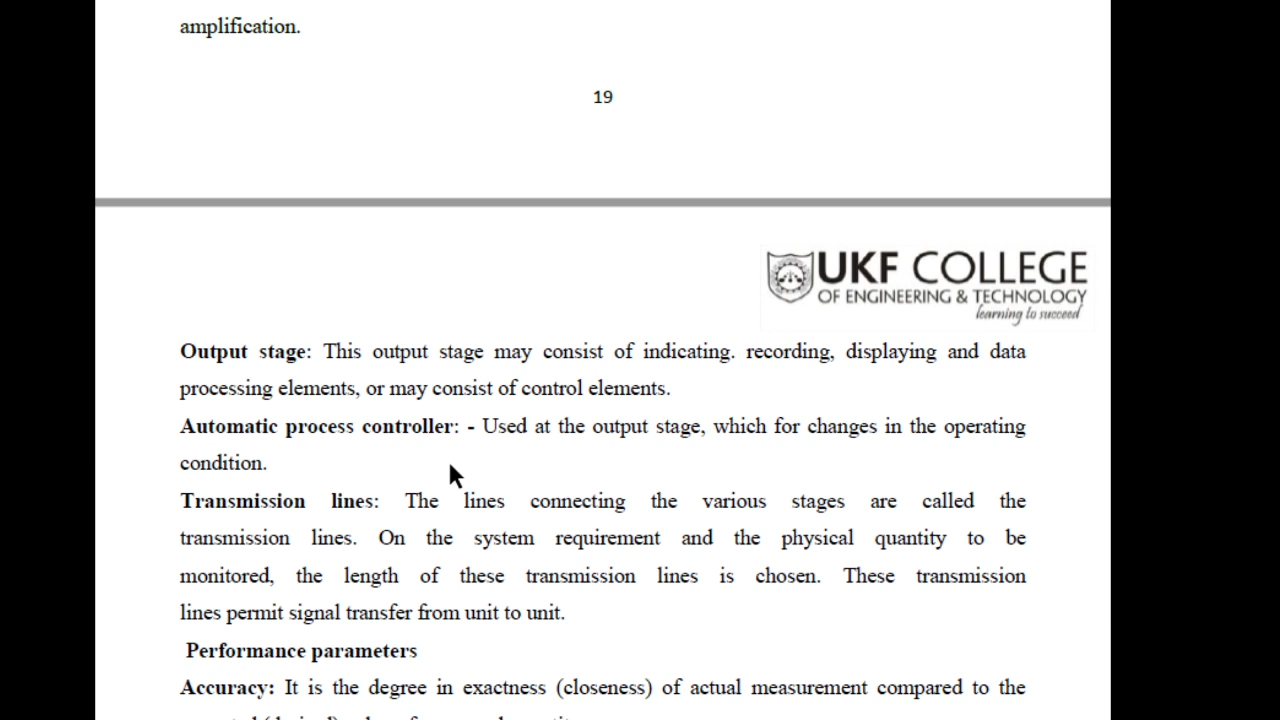 amplification.
19
UKF COLLEGE
OF ENGINEERING & TECHNOLOGY
learning to succeed
Output stage: This output stage may consist of indicating. recording, displaying and data
processing elements, or may consist of control elements.
Automatic process controller: - Used at the output stage, which for changes in the operating
condition.
Transmission lines: The lines connecting the various stages are called the
transmission lines. On the system requirement and the physical quantity to be
monitored, the length of these transmission lines is chosen. These transmission
lines permit signal transfer from unit to unit.
Performance parameters
Accuracy: It is the degree in exactness (closeness) of actual measurement compared to the